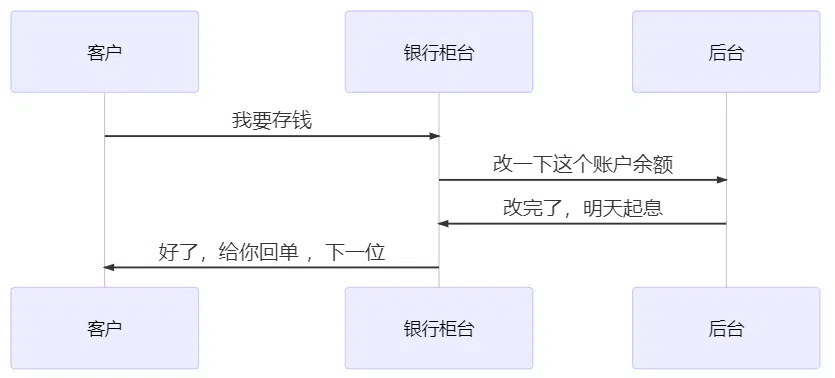 客户
银行柜台
后台
我要存钱
改一下这个账户余额
改完了，明天起息
好了，给你回单 ，下一位
客户
银行柜台
后台